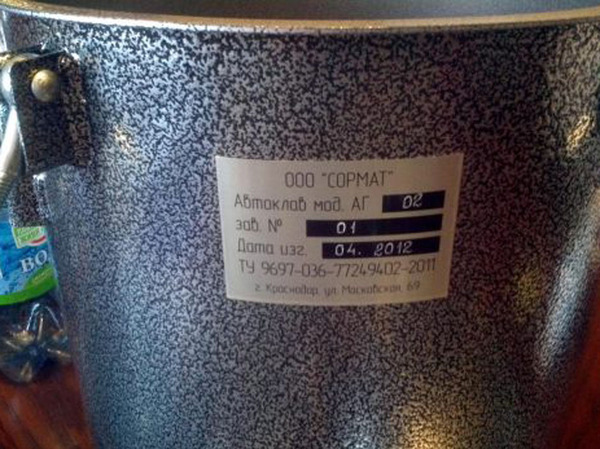 ООО "СОРМАТ"
Автоклав мод. АГ 02
зав. № 01
Дата изг. 04. 2012
ТУ 9697-036-77249402-2011
г. Краснодар, ул. Московская, 69
ВО